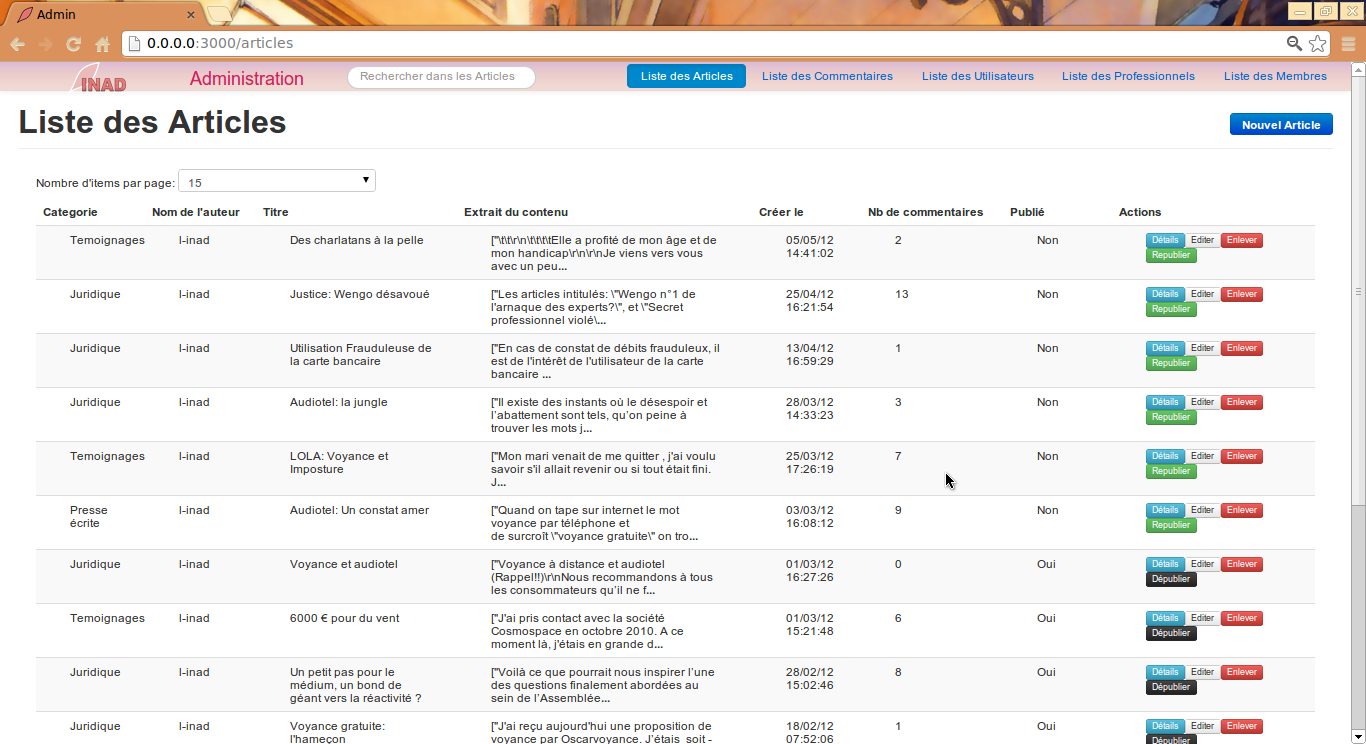 Admin
0.0.0.0:3000/articles
INAD
Administration
Rechercher dans les Articles
Liste des Articles
Liste des Commentaires
Liste des Utilisateurs
Liste des Professionnels
Liste des Membres
Liste des Articles
Nouvel Article
Nombre d'items par page: 15
Categorie Nom de l'auteur Titre Extrait du contenu Créer le Nb de commentaires Publié Actions
Temoignages l-inad Des charlatans à la pelle ["\t\t\r\n\t\t\t\tElle a profité de mon âge et de 05/05/12 2 Non Détails Editer Enlever
mon handicap\r\n\r\nJe viens vers vous 14:41:02 Republier
avec un peu...
Juridique l-inad Justice: Wengo désavoué ["Les articles intitulés: \"Wengo n°1 de 25/04/12 13 Non Détails Editer Enlever
l'arnaque des experts?\", et \"Secret 16:21:54 Republier
professionnel violé\...
Juridique l-inad Utilisation Frauduleuse de ["En cas de constat de débits frauduleux, il 13/04/12 1 Non Détails Editer Enlever
la carte bancaire est de l'intérêt de l'utilisateur de la carte 16:59:29 Republier
bancaire ...
Juridique l-inad Audiotel: la jungle ["Il existe des instants où le désespoir et 28/03/12 3 Non Détails Editer Enlever
l'abattement sont tels, qu'on peine à 14:33:23 Republier
trouver les mots j...
Temoignages l-inad LOLA: Voyance et ["Mon mari venait de me quitter , j'ai voulu 25/03/12 7 Non Détails Editer Enlever
Imposture savoir s'il allait revenir ou si tout était fini. 17:26:19 Republier
J...
Presse l-inad Audiotel: Un constat amer ["Quand on tape sur internet le mot 03/03/12 9 Non Détails Editer Enlever
écrite voyance par téléphone et 16:08:12 Republier
de surcroît \"voyance gratuite\" on tro...
Juridique l-inad Voyance et audiotel ["Voyance à distance et audiotel 01/03/12 0 Oui Détails Editer Enlever
(Rappel!!)\r\nNous recommandons à tous 16:27:26 Dépublier
les consommateurs qu'il ne f...
Temoignages l-inad 6000 € pour du vent ["J'ai pris contact avec la société 01/03/12 6 Oui Détails Editer Enlever
Cosmospace en octobre 2010. A ce 15:21:48 Dépublier
moment là, j'étais en grande d...
Juridique l-inad Un petit pas pour le ["Voilà ce que pourrait nous inspirer l'une 28/02/12 8 Oui Détails Editer Enlever
médium, un bond de des questions finalement abordées au 15:02:46 Dépublier
géant vers la réactivité ? sein de l'Assemblée...
Juridique l-inad Voyance gratuite: ["J'ai reçu aujourd'hui une proposition de 18/02/12 1 Oui Détails Editer Enlever
l'hameçon voyance par Oscarvoyance. J'étais soit - 07:52:06 Dépublier